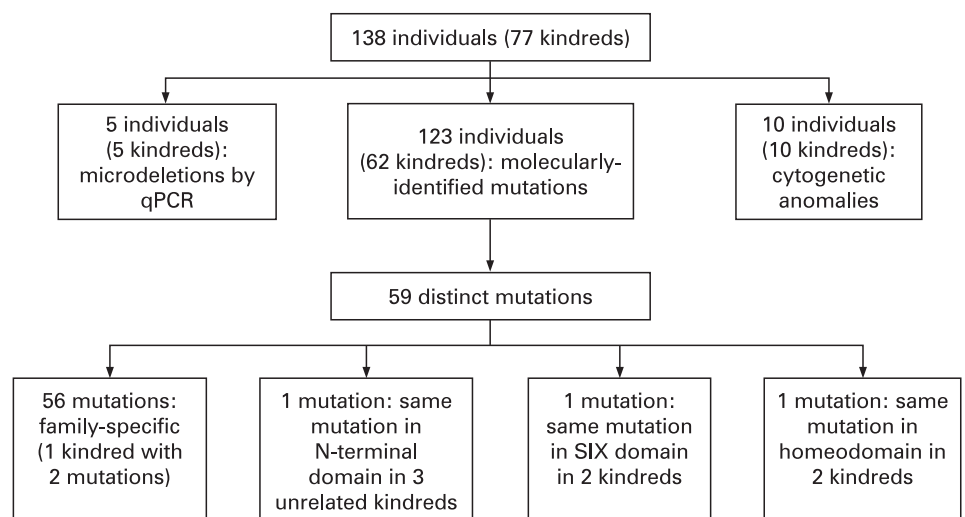 138 individuals (77 kindreds)
5 individuals
(5 kindreds):
microdeletions by
qPCR
123 individuals
(62 kindreds): molecularly-
identified mutations
10 individuals
(10 kindreds):
cytogenetic
anomalies
59 distinct mutations
56 mutations:
family-specific
(1 kindred with
2 mutations)
1 mutation: same
mutation in
N-terminal
domain in 3
unrelated kindreds
1 mutation:
same mutation
in SIX domain
in 2 kindreds
1 mutation: same
mutation in
homeodomain in
2 kindreds